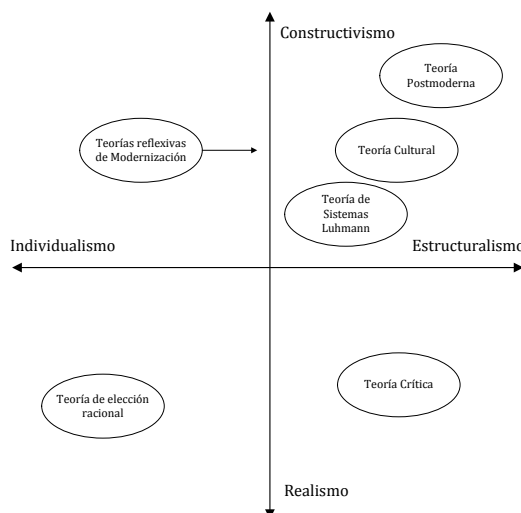 Constructivismo
Teoría
Postmoderna
Teorías reflexivas
de Modernización
Teoría Cultural
Teoría de
Sistemas
Luhmann
Individualismo
Estructuralismo
Teoría de elección
racional
Teoría Crítica
Realismo